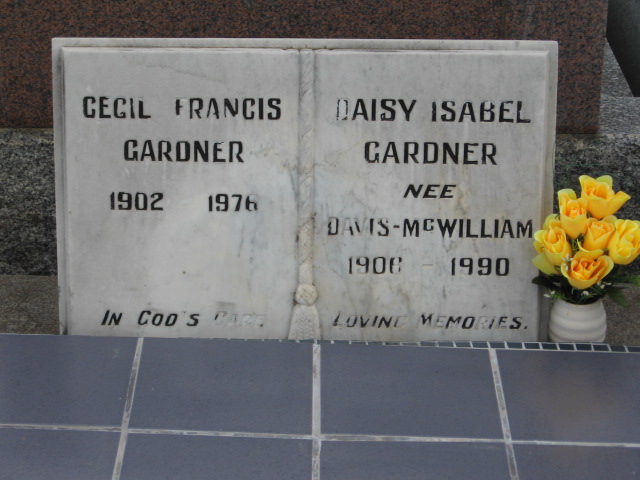 CECIL FRANCIS
GARDNER
1902 1976
IN GOD'S CARE.
DAISY ISABEL
GARDNER
NEE
DAVIS-McWILLIAM
1906 - 1990
LOVING MEMORIES.